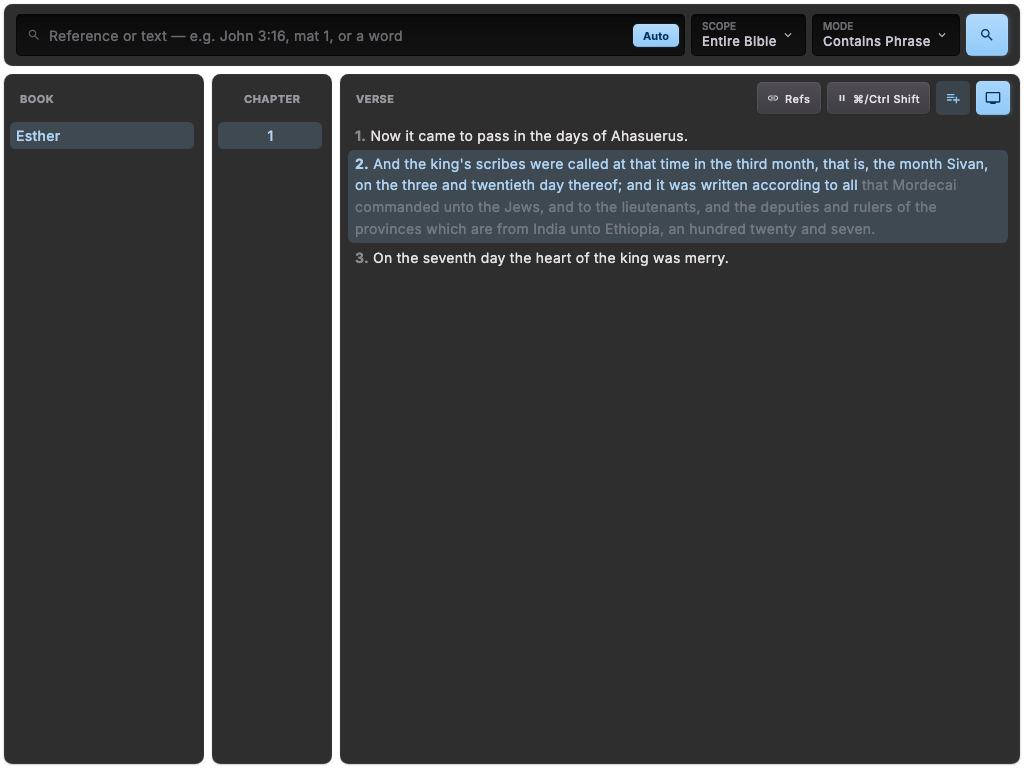 Reference or text — e.g. John 3:16, mat 1, or a word
Auto
SCOPE
Entire Bible
MODE
Contains Phrase
BOOK
Esther
CHAPTER
1
VERSE
Refs
⌘/Ctrl Shift
1. Now it came to pass in the days of Ahasuerus.
2. And the king's scribes were called at that time in the third month, that is, the month Sivan,
on the three and twentieth day thereof; and it was written according to all that Mordecai
commanded unto the Jews, and to the lieutenants, and the deputies and rulers of the
provinces which are from India unto Ethiopia, an hundred twenty and seven.
3. On the seventh day the heart of the king was merry.